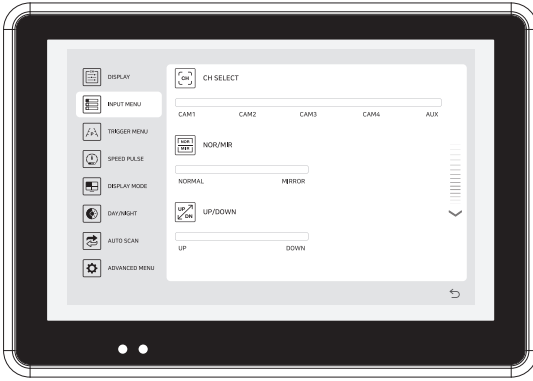 DISPLAY
INPUT MENU
TRIGGER MENU
SPEED PULSE
DISPLAY MODE
DAY/NIGHT
AUTO SCAN
ADVANCED MENU
CH
CH SELECT
CAM1 CAM2 CAM3 CAM4 AUX
NOR
MIR
NOR/MIR
NORMAL MIRROR
UP
DN
UP/DOWN
UP DOWN